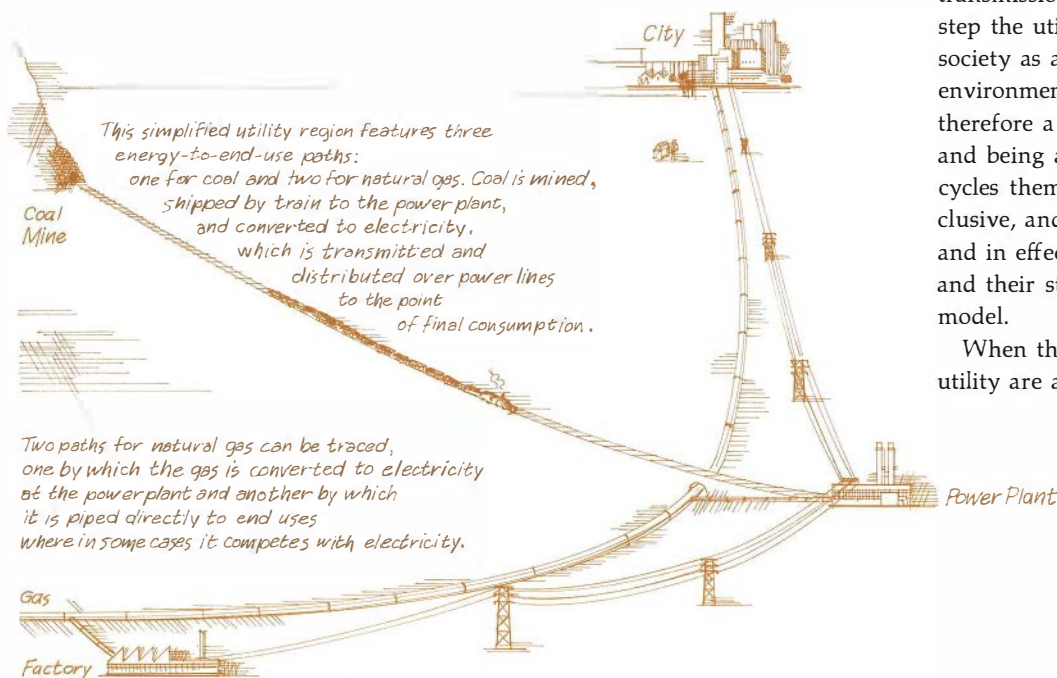 City
This simplified utility region features three
energy-to-end-use paths:
one for coal and two for natural gas. Coal is mined,
shipped by train to the power plant,
and converted to electricity,
which is transmitted and
distributed over power lines
to the point
of final consumption.
Coal
Mine
Two paths for natural gas can be traced,
one by which the gas is converted to electricity
at the power plant and another by which
it is piped directly to end uses
where in some cases it competes with electricity.
Power Plant
Gas
Factory
step the uti
society as a
environmen
therefore a
and being a
cycles them
clusive, and
and in effec
and their st
model.
When th
utility are a